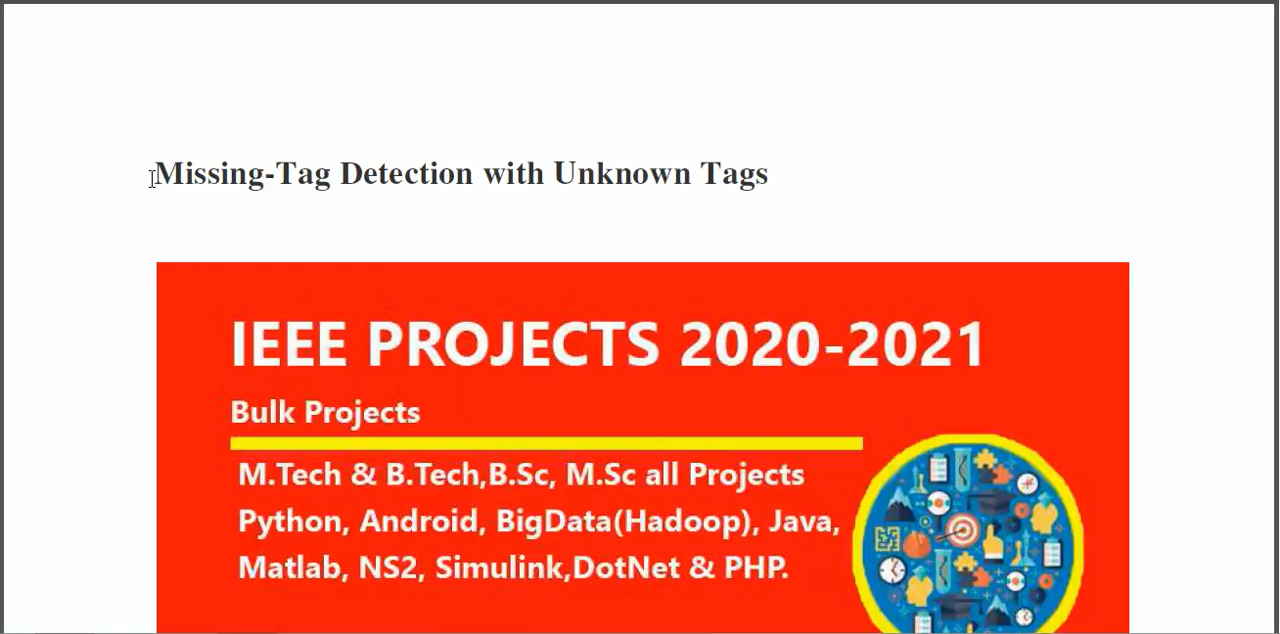 Missing-Tag Detection with Unknown Tags
IEEE PROJECTS 2020-2021
Bulk Projects
M.Tech & B.Tech,B.Sc, M.Sc all Projects
Python, Android, BigData(Hadoop), Java,
Matlab, NS2, Simulink,DotNet & PHP.